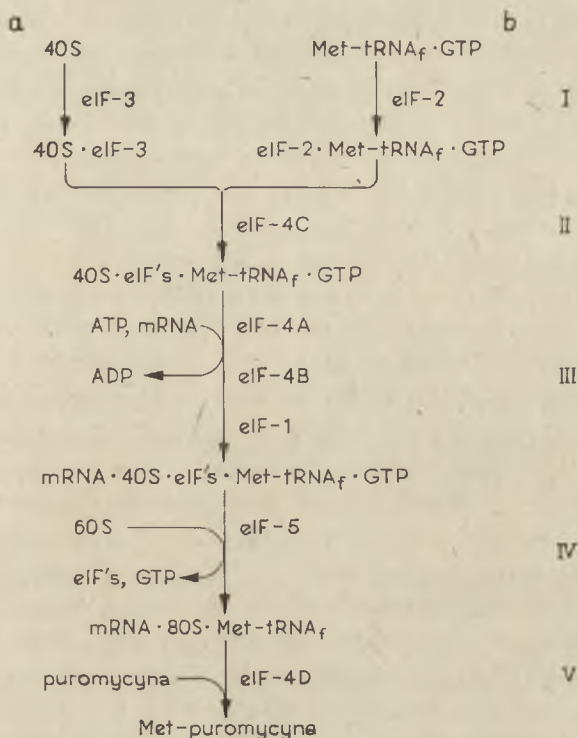 a b
40S Met-tRNAf·GTP
eIF-3 eIF-2 I
40S·eIF-3 eIF-2·Met-tRNAf·GTP
eIF-4C II
40S·eIF's·Met-tRNAf·GTP
ATP, mRNA eIF-4A
ADP eIF-4B III
eIF-1
mRNA·40S·eIF's·Met-tRNAf·GTP
60S eIF-5
eIF's, GTP IV
mRNA·80S·Met-tRNAf
puromycyna eIF-4D V
Met-puromycyna